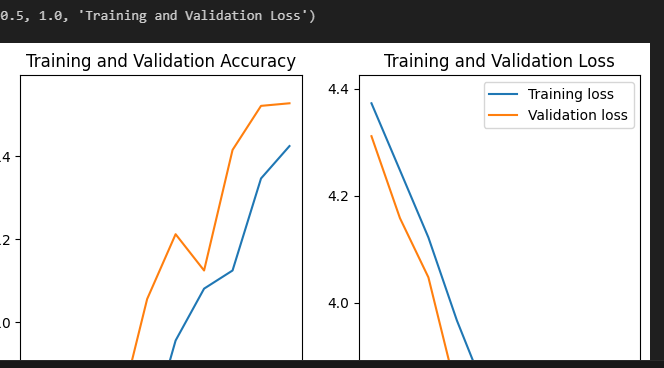 0.5, 1.0, 'Training and Validation Loss')
Training and Validation Accuracy
.4
.2
.0
Training and Validation Loss
4.4
4.2
4.0
Training loss
Validation loss